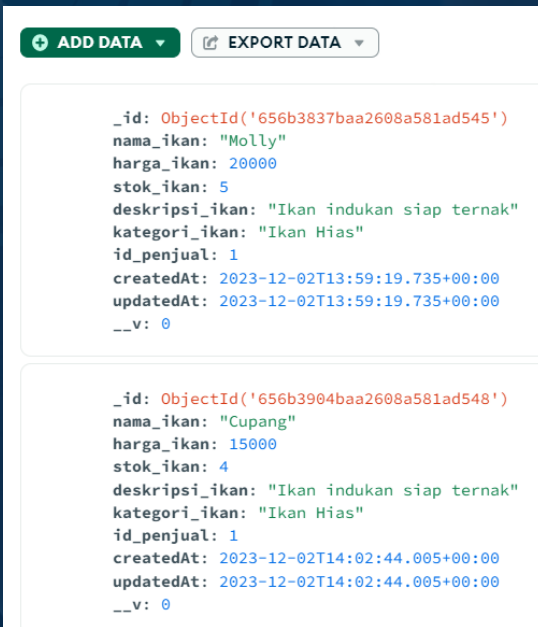 ADD DATA
EXPORT DATA
_id: ObjectId('656b3837baa2608a581ad545')
nama_ikan: "Molly"
harga_ikan: 20000
stok_ikan: 5
deskripsi_ikan: "Ikan indukan siap ternak"
kategori_ikan: "Ikan Hias"
id_penjual: 1
createdAt: 2023-12-02T13:59:19.735+00:00
updatedAt: 2023-12-02T13:59:19.735+00:00
__v: 0
_id: ObjectId('656b3904baa2608a581ad548')
nama_ikan: "Cupang"
harga_ikan: 15000
stok_ikan: 4
deskripsi_ikan: "Ikan indukan siap ternak"
kategori_ikan: "Ikan Hias"
id_penjual: 1
createdAt: 2023-12-02T14:02:44.005+00:00
updatedAt: 2023-12-02T14:02:44.005+00:00
__v: 0